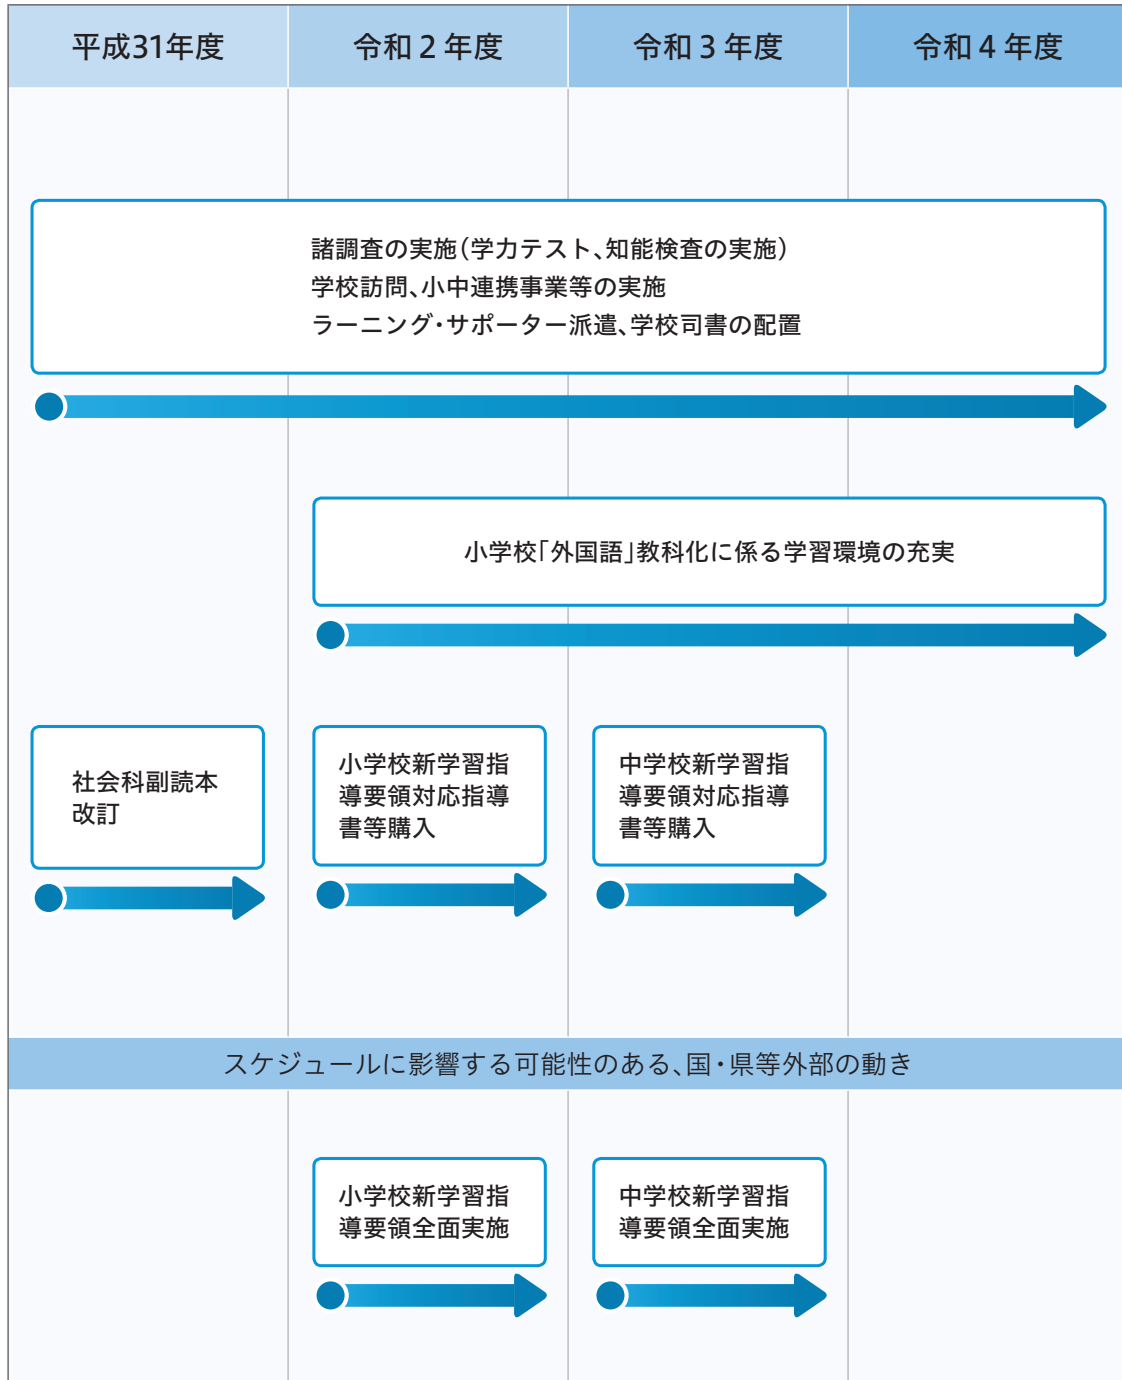 平成31年度
令和2年度
令和3年度
令和4年度
諸調査の実施(学力テスト、知能検査の実施)
学校訪問、小中連携事業等の実施
ラーニング・サポーター派遣、学校司書の配置
小学校「外国語」教科化に係る学習環境の充実
社会科副読本
改訂
小学校新学習指
導要領対応指導
書等購入
中学校新学習指
導要領対応指導
書等購入
スケジュールに影響する可能性のある、国・県等外部の動き
小学校新学習指
導要領全面実施
中学校新学習指
導要領全面実施